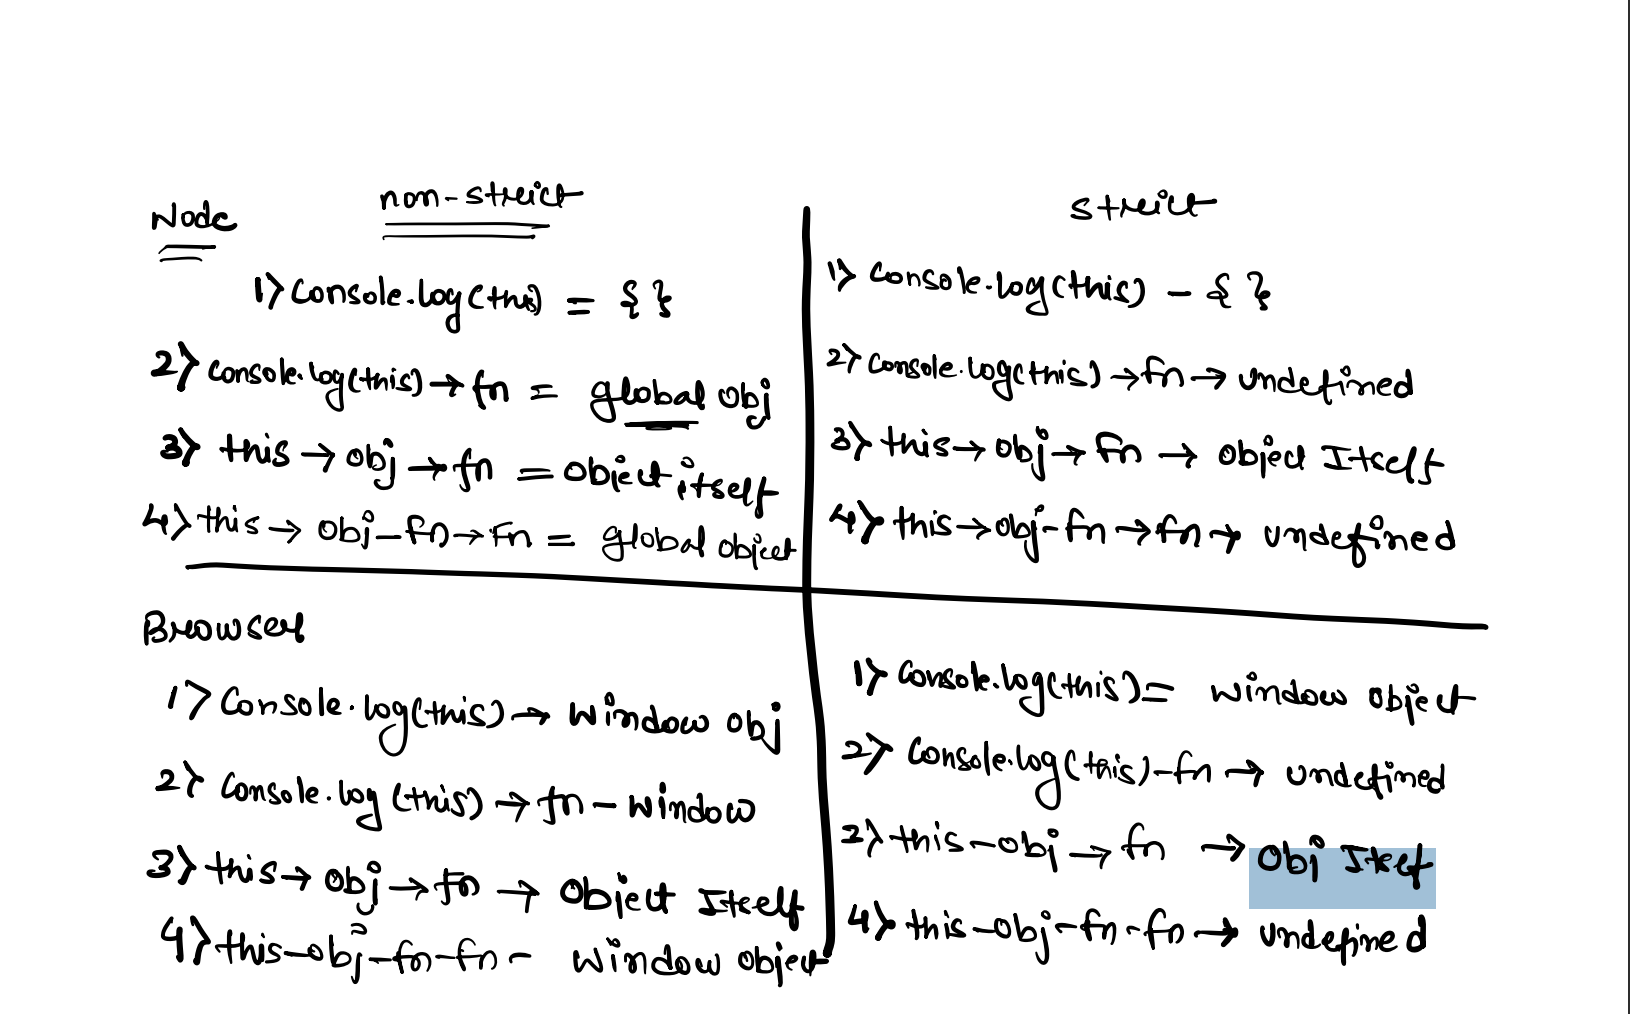 Node
non-strict
1) console.log(this) = { }
2) console.log(this) → fn = global obj
3) this → obj → fn = object itself
4) this → obj - fn → fn = global object
strict
1) console.log(this) - { }
2) console.log(this) → fn → undefined
3) this → obj → fn → object Itself
4) this → obj - fn → fn → undefined
Browser
1) Console.log(this) → window obj
2) console.log (this) → fn - window
3) this → obj → fn → Object Itself
4) this - obj - fn - fn - window object
1) console.log(this) = window object
2) console.log(this) - fn → undefined
2) this - obj → fn → Obj Itself
4) this - obj - fn - fn → undefined